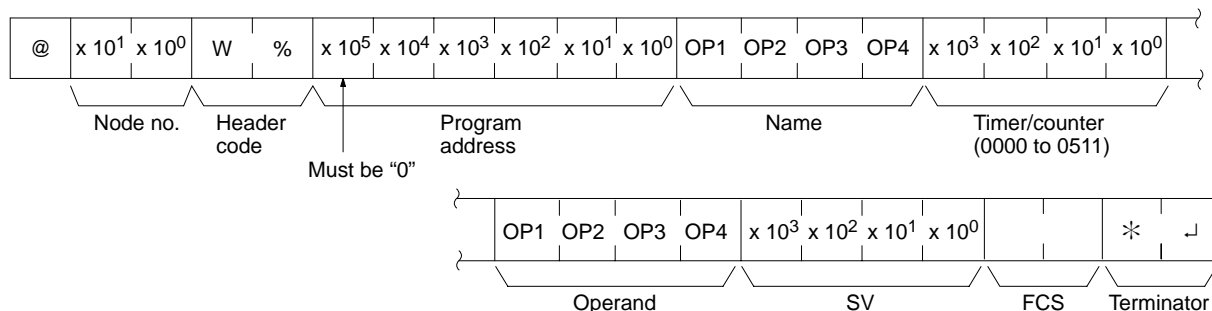 @ x 10¹ x 10⁰ W % x 10⁵ x 10⁴ x 10³ x 10² x 10¹ x 10⁰ OP1 OP2 OP3 OP4 x 10³ x 10² x 10¹ x 10⁰
Node no. Header code Program address Name Timer/counter (0000 to 0511)
Must be “0”
OP1 OP2 OP3 OP4 x 10³ x 10² x 10¹ x 10⁰ * ↵
Operand SV FCS Terminator